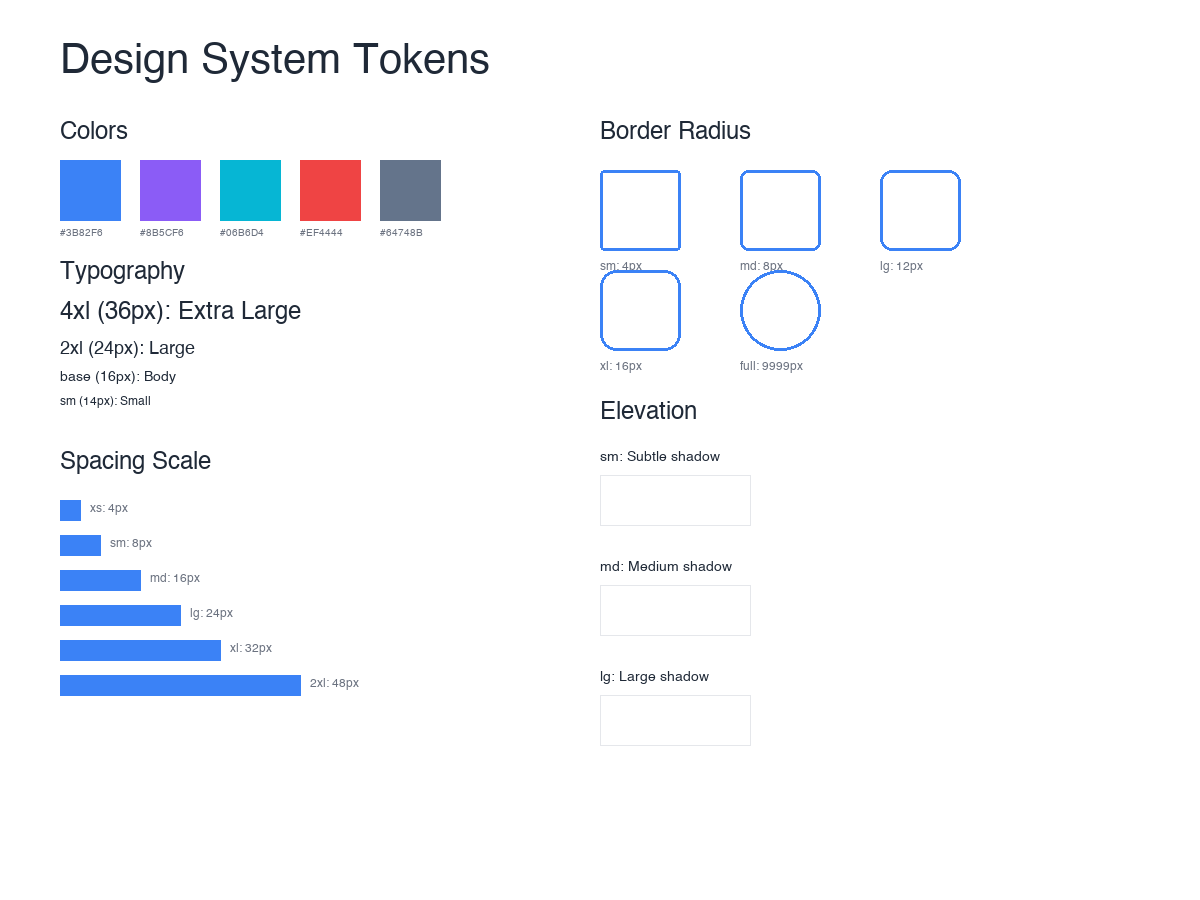 Design System Tokens
Colors
#3B82F6 #8B5CF6 #06B6D4 #EF4444 #64748B
Typography
4xl (36px): Extra Large
2xl (24px): Large
base (16px): Body
sm (14px): Small
Spacing Scale
xs: 4px
sm: 8px
md: 16px
lg: 24px
xl: 32px
2xl: 48px
Border Radius
sm: 4px md: 8px lg: 12px
xl: 16px full: 9999px
Elevation
sm: Subtle shadow
md: Medium shadow
lg: Large shadow